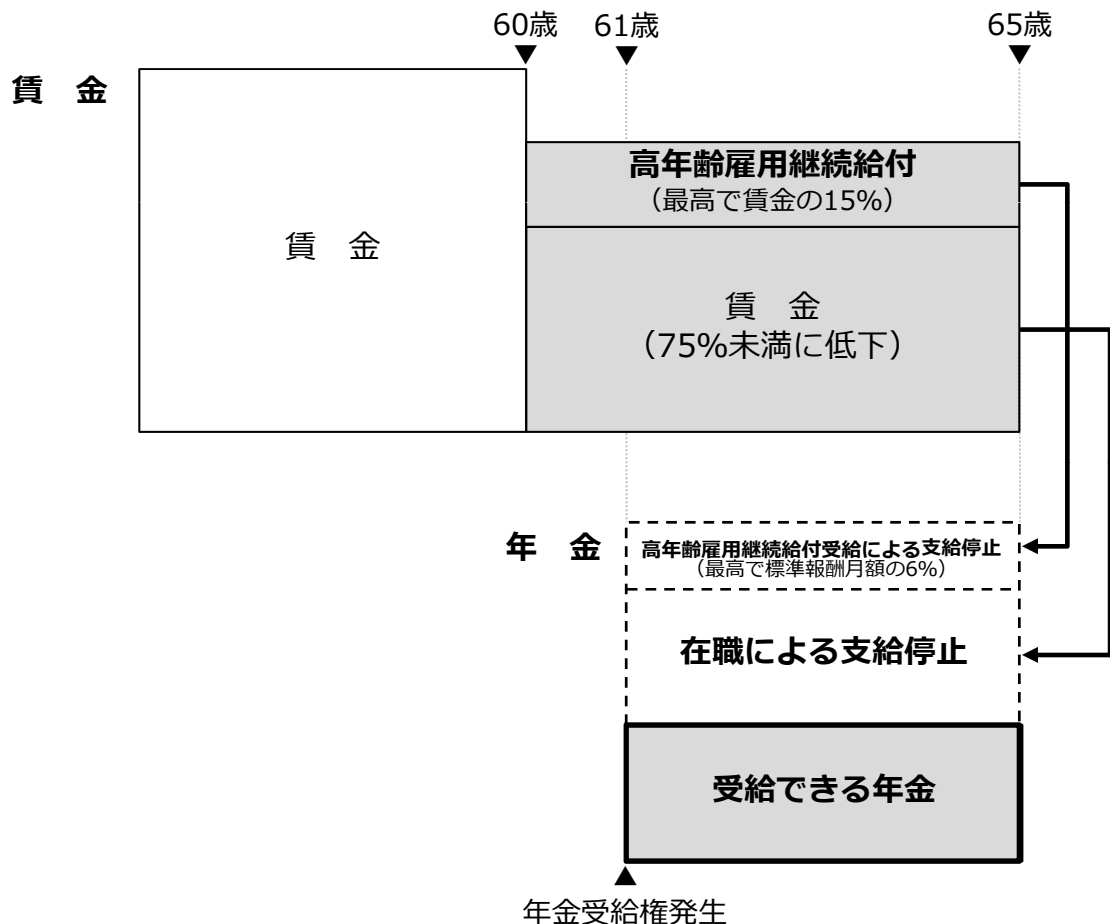 60歳 61歳 65歳
賃 金
高年齢雇用継続給付
（最高で賃金の15%）
賃 金
賃 金
（75%未満に低下）
年 金
高年齢雇用継続給付受給による支給停止
（最高で標準報酬月額の6%）
在職による支給停止
受給できる年金
年金受給権発生